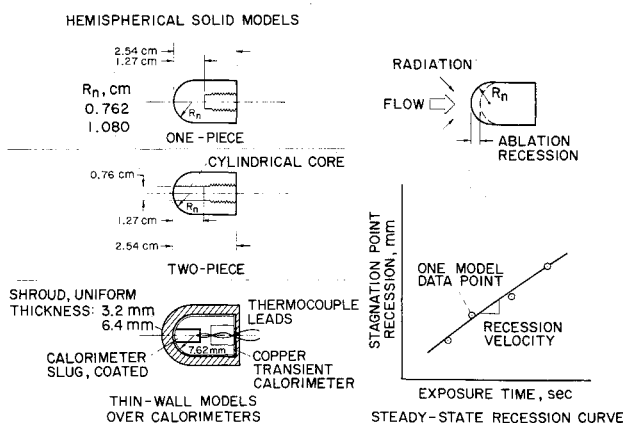 HEMISPHERICAL SOLID MODELS
2.54 cm
1.27 cm
Rn, cm
0.762
1.080
Rn
ONE-PIECE
CYLINDRICAL CORE
0.76 cm
Rn
1.27 cm
2.54 cm
TWO-PIECE
SHROUD, UNIFORM
THICKNESS: 3.2 mm
6.4 mm
THERMOCOUPLE
LEADS
7.62 mm
CALORIMETER
SLUG, COATED
COPPER
TRANSIENT
CALORIMETER
THIN-WALL MODELS
OVER CALORIMETERS
RADIATION
FLOW
Rn
ABLATION
RECESSION
STAGNATION POINT
RECESSION, mm
ONE MODEL
DATA POINT
RECESSION
VELOCITY
EXPOSURE TIME, sec
STEADY-STATE RECESSION CURVE